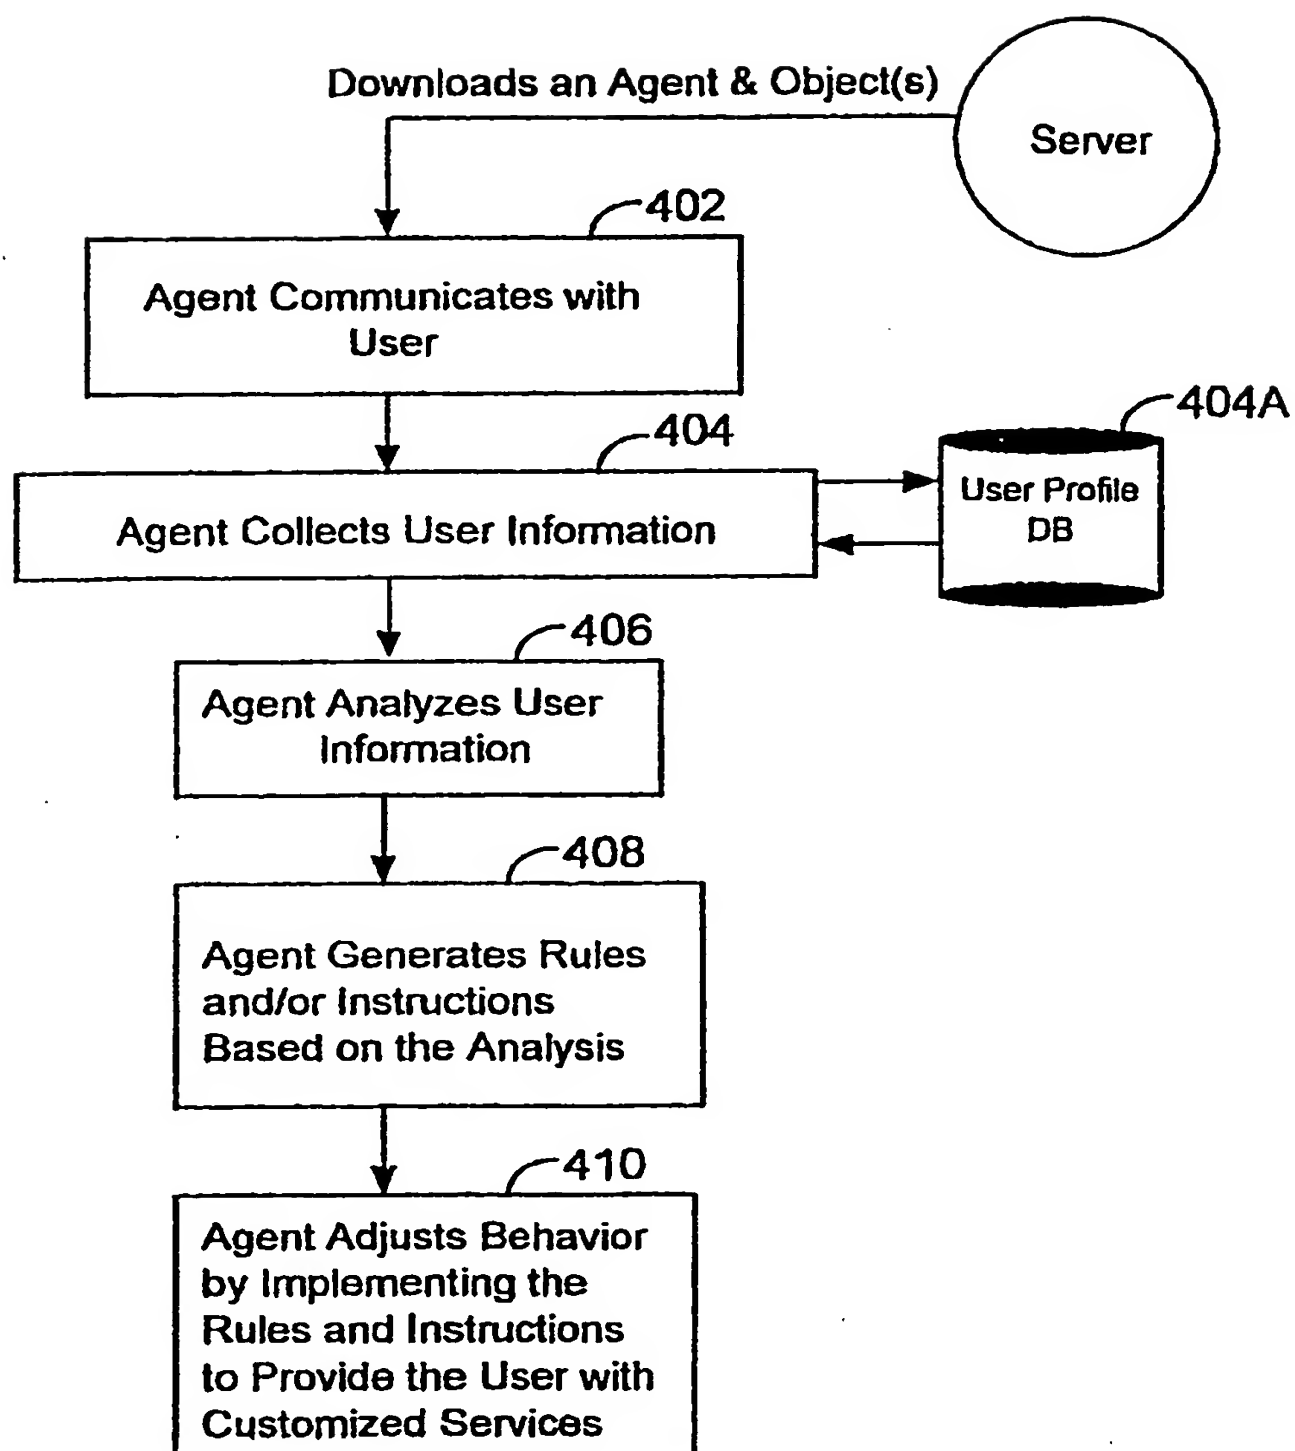 Downloads an Agent & Object(s)
Server
402
Agent Communicates with
User
404
Agent Collects User Information
404A
User Profile
DB
406
Agent Analyzes User
Information
408
Agent Generates Rules
and/or Instructions
Based on the Analysis
410
Agent Adjusts Behavior
by Implementing the
Rules and Instructions
to Provide the User with
Customized Services